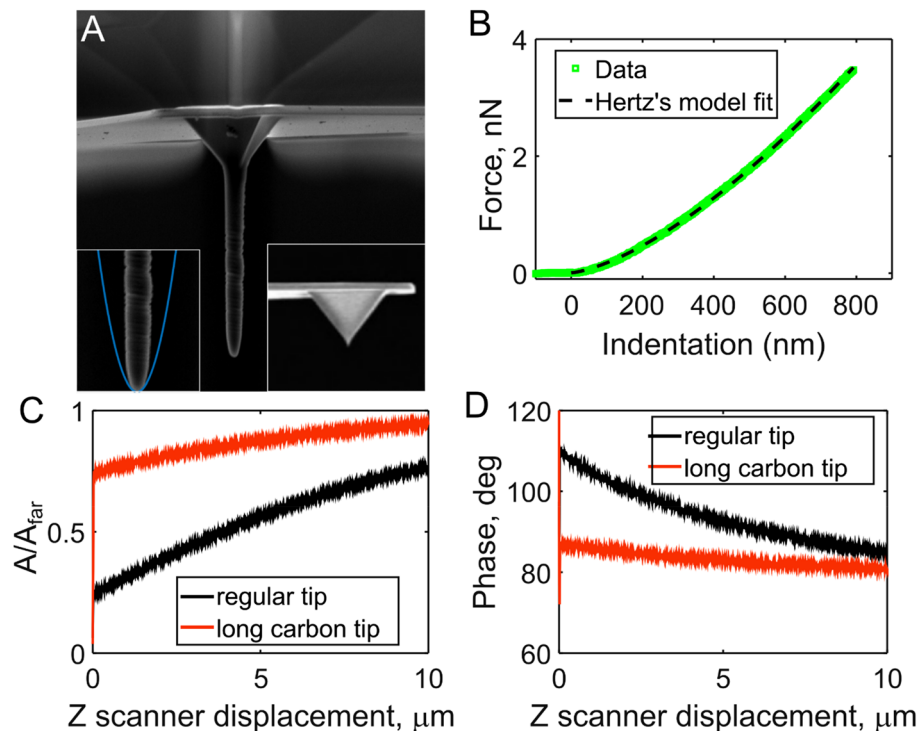 A
B
Force, nN
4
2
0
Data
Hertz's model fit
0 200 400 600 800
Indentation (nm)
C
A/A_far
1
0.5
0
regular tip
long carbon tip
0 5 10
Z scanner displacement, μm
D
Phase, deg
120
100
80
60
regular tip
long carbon tip
0 5 10
Z scanner displacement, μm